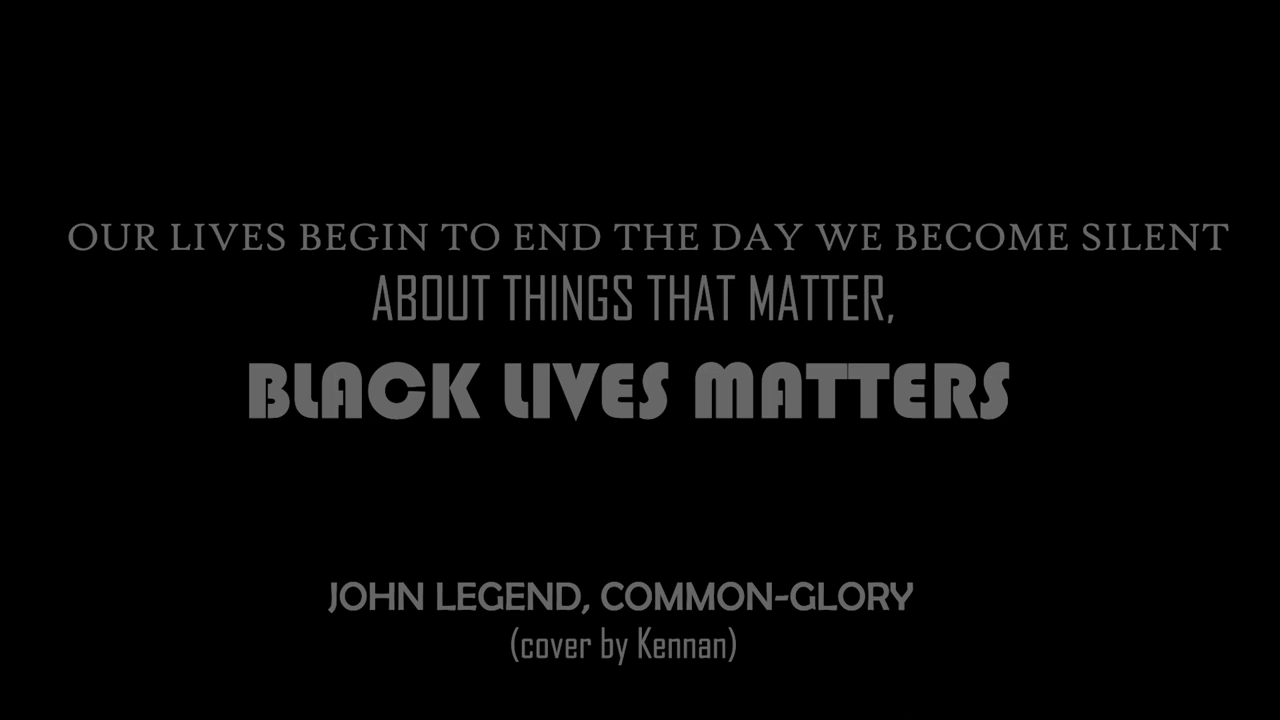 OUR LIVES BEGIN TO END THE DAY WE BECOME SILENT
ABOUT THINGS THAT MATTER,
BLACK LIVES MATTERS
JOHN LEGEND, COMMON-GLORY
(cover by Kennan)